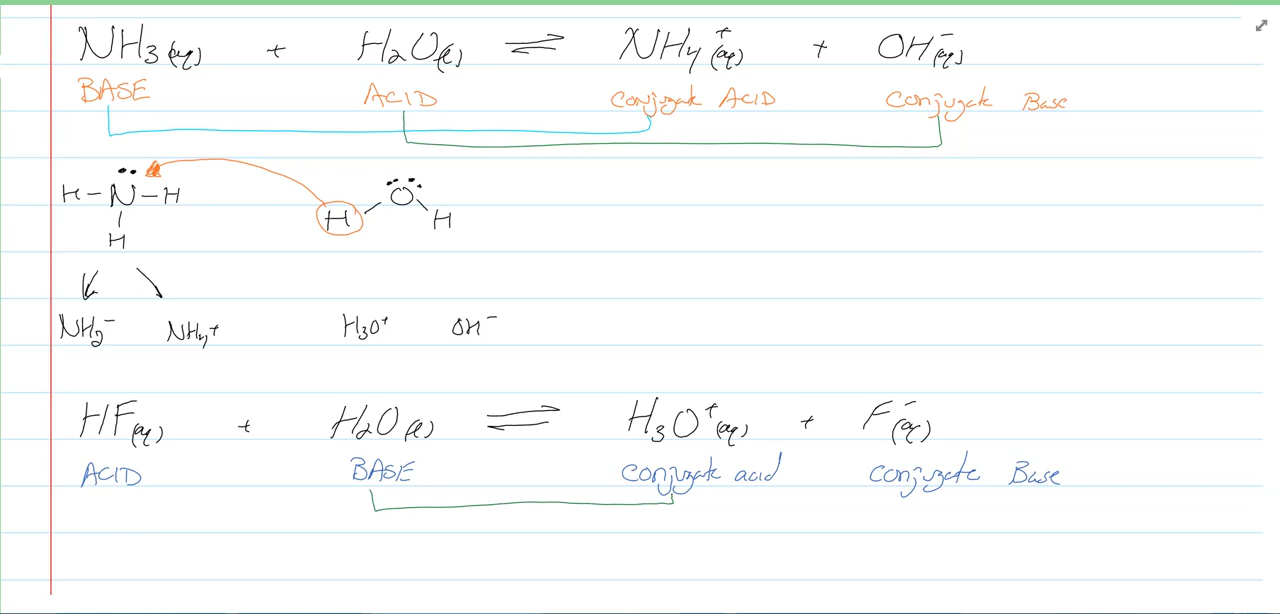 NH3(aq) + H2O(l) ⇌ NH4+(aq) + OH-(aq)
BASE ACID Conjugate ACID Conjugate Base
H-N-H H O H
H
NH2- NH4+ H3O+ OH-
HF(aq) + H2O(l) ⇌ H3O+(aq) + F-(aq)
ACID BASE conjugate acid conjugate Base